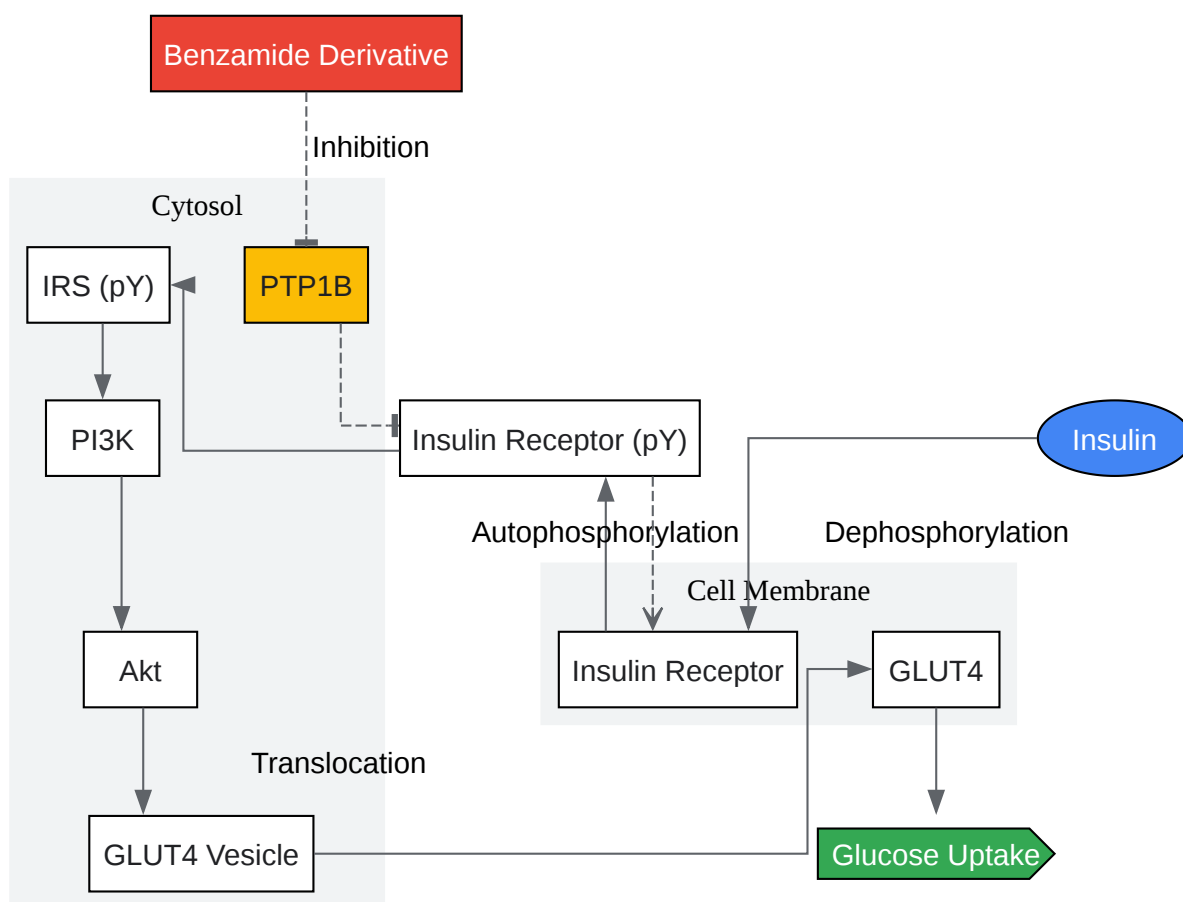 Benzamide Derivative
Inhibition
Cytosol
IRS (pY)
PTP1B
PI3K
Insulin Receptor (pY)
Insulin
Autophosphorylation
Dephosphorylation
Cell Membrane
Akt
Insulin Receptor
GLUT4
Translocation
GLUT4 Vesicle
Glucose Uptake